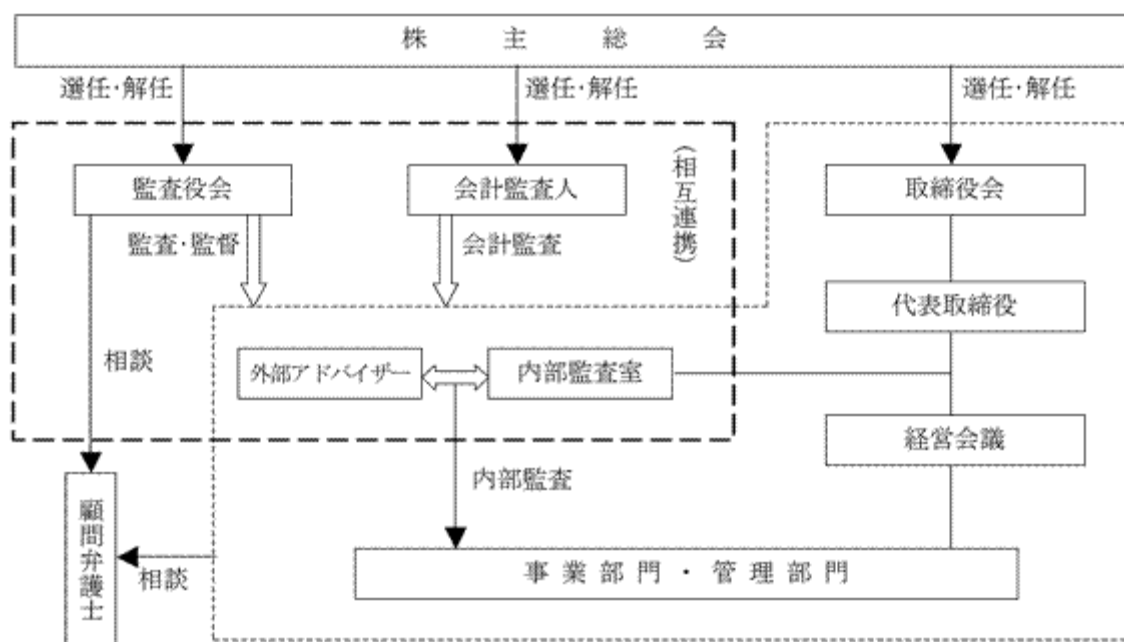 株主総会
選任・解任
選任・解任
選任・解任
(相互連携)
監査役会
会計監査人
取締役会
監査・監督
会計監査
代表取締役
相談
外部アドバイザー
内部監査室
経営会議
内部監査
顧問弁護士
相談
事業部門・管理部門